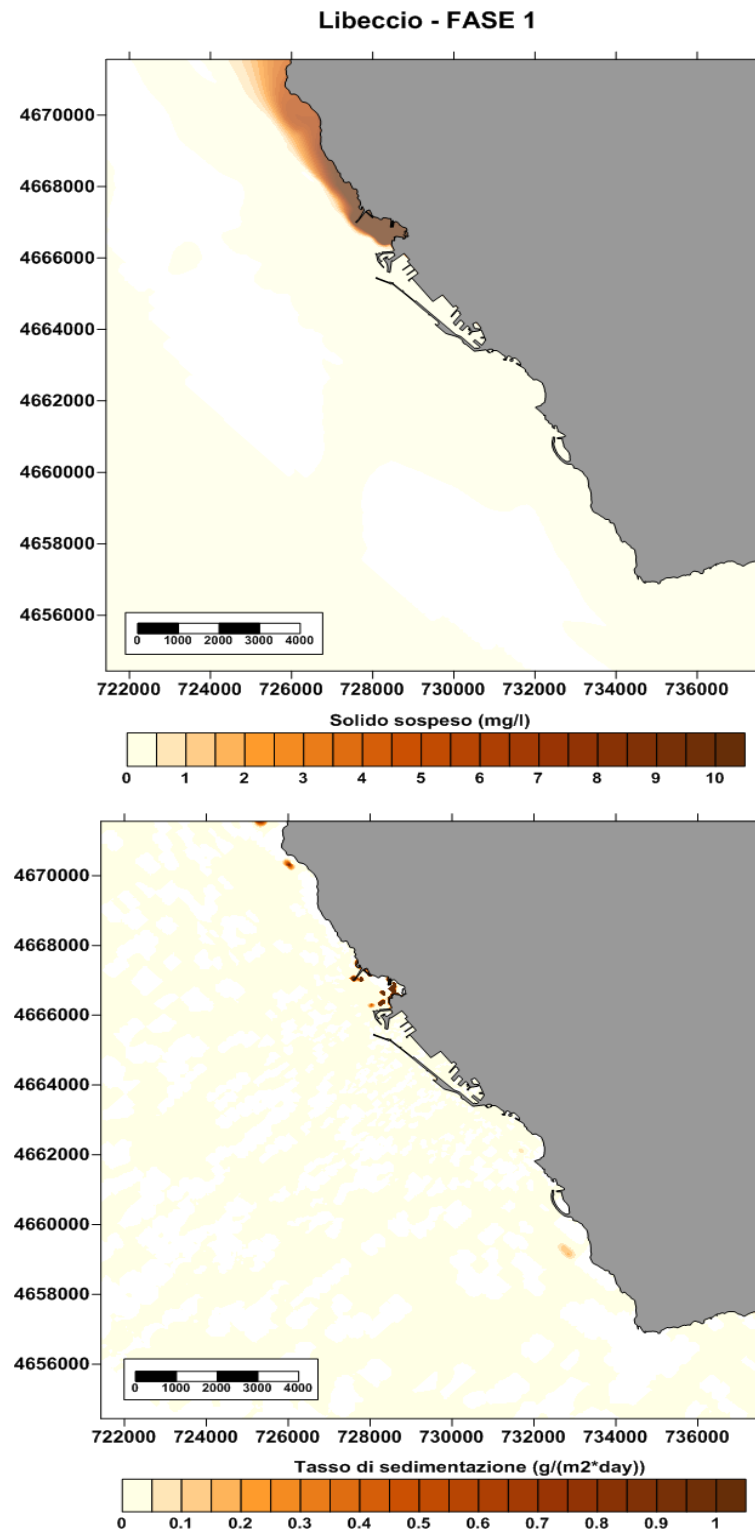 Libeccio - FASE 1
4670000
4668000
4666000
4664000
4662000
4660000
4658000
4656000
0 1000 2000 3000 4000
722000 724000 726000 728000 730000 732000 734000 736000
Solido sospeso (mg/l)
0 1 2 3 4 5 6 7 8 9 10
4670000
4668000
4666000
4664000
4662000
4660000
4658000
4656000
0 1000 2000 3000 4000
722000 724000 726000 728000 730000 732000 734000 736000
Tasso di sedimentazione (g/(m2*day))
0 0.1 0.2 0.3 0.4 0.5 0.6 0.7 0.8 0.9 1